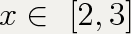 x ∈ [2, 3]